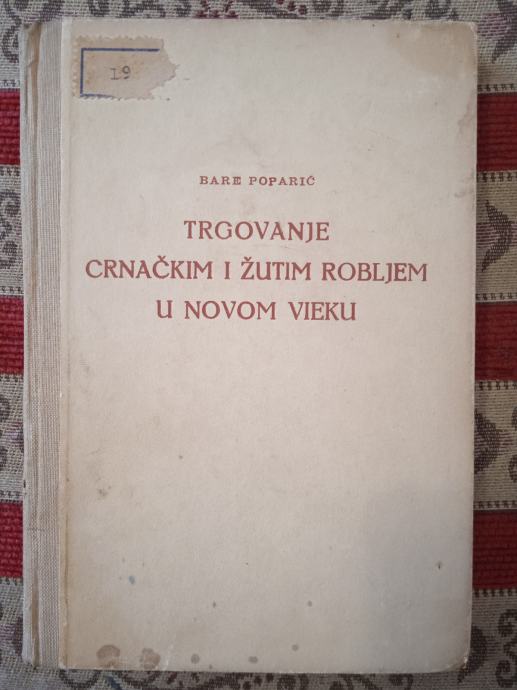 19
BARE POPARIĆ
TRGOVANJE
CRNAČKIM I ŽUTIM ROBLJEM
U NOVOM VIEKU